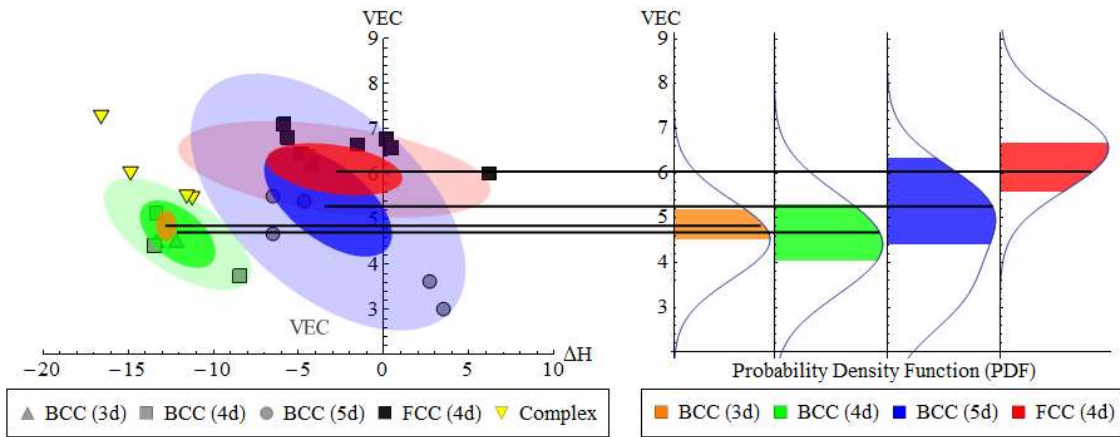 VEC
VEC
9
9
8
8
7
7
6
6
5
5
4
4
3
3
VEC
−20 −15 −10 −5 0 5 10 ΔH
Probability Density Function (PDF)
BCC (3d) BCC (4d) BCC (5d) FCC (4d) Complex
BCC (3d) BCC (4d) BCC (5d) FCC (4d)